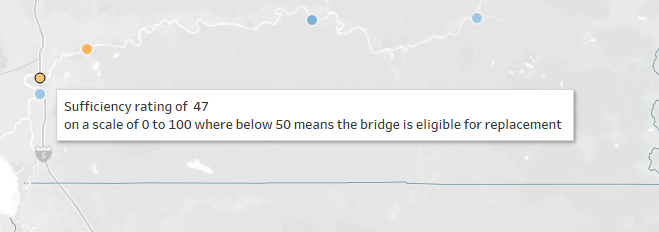 Sufficiency rating of 47
on a scale of 0 to 100 where below 50 means the bridge is eligible for replacement
5